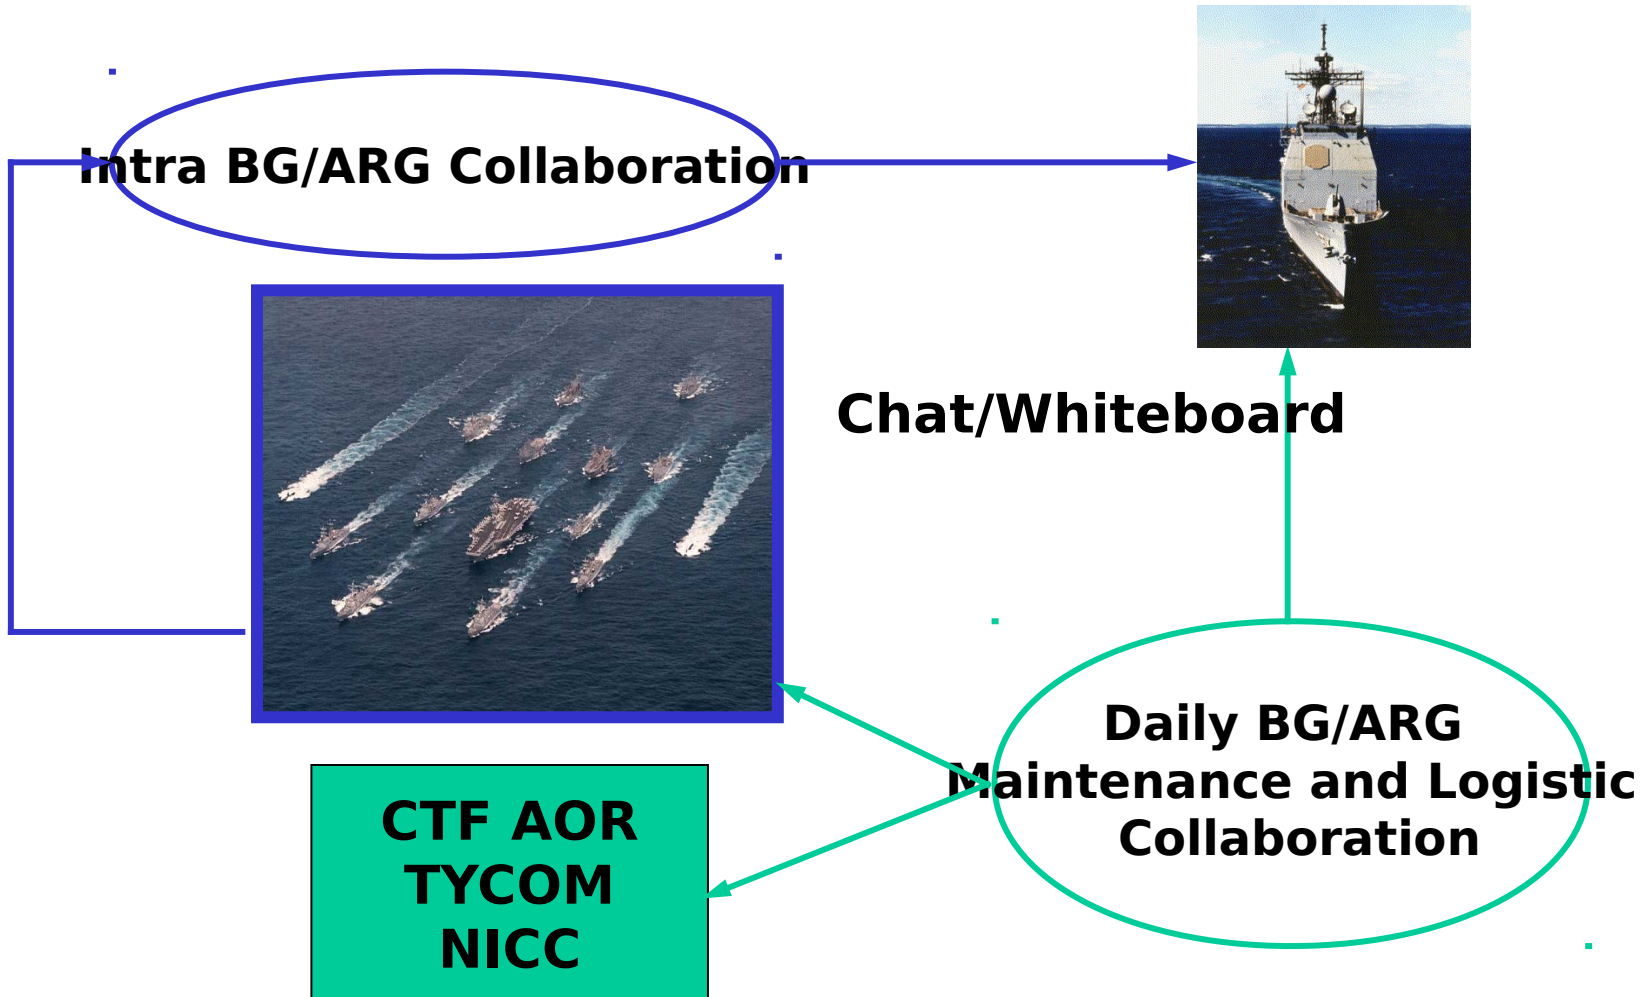 Intra BG/ARG Collaboration
Chat/Whiteboard
Daily BG/ARG
Maintenance and Logistic
Collaboration
CTF AOR
TYCOM
NICC